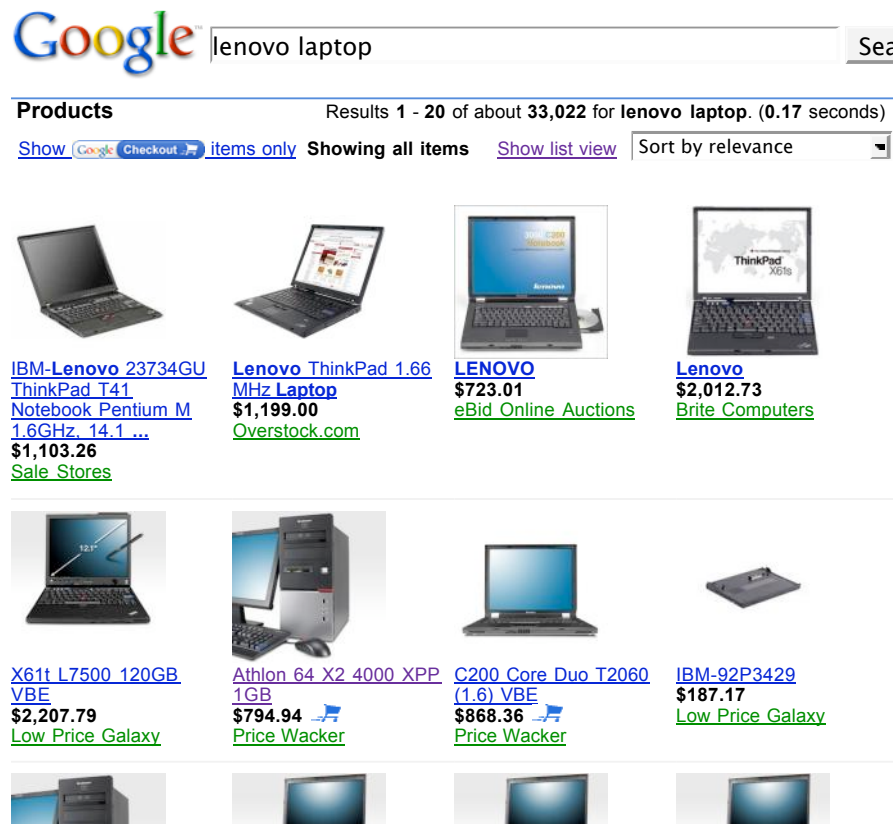 Google™
lenovo laptop
Sea
Products
Results 1 - 20 of about 33,022 for lenovo laptop. (0.17 seconds)
Show Google Checkout items only Showing all items Show list view Sort by relevance
lenovo
ThinkPad
X61s
IBM-Lenovo 23734GU
ThinkPad T41
Notebook Pentium M
1.6GHz, 14.1 ...
$1,103.26
Sale Stores
Lenovo ThinkPad 1.66
MHz Laptop
$1,199.00
Overstock.com
LENOVO
$723.01
eBid Online Auctions
Lenovo
$2,012.73
Brite Computers
12.1"
X61t L7500 120GB
VBE
$2,207.79
Low Price Galaxy
Athlon 64 X2 4000 XPP
1GB
$794.94
Price Wacker
C200 Core Duo T2060
(1.6) VBE
$868.36
Price Wacker
IBM-92P3429
$187.17
Low Price Galaxy